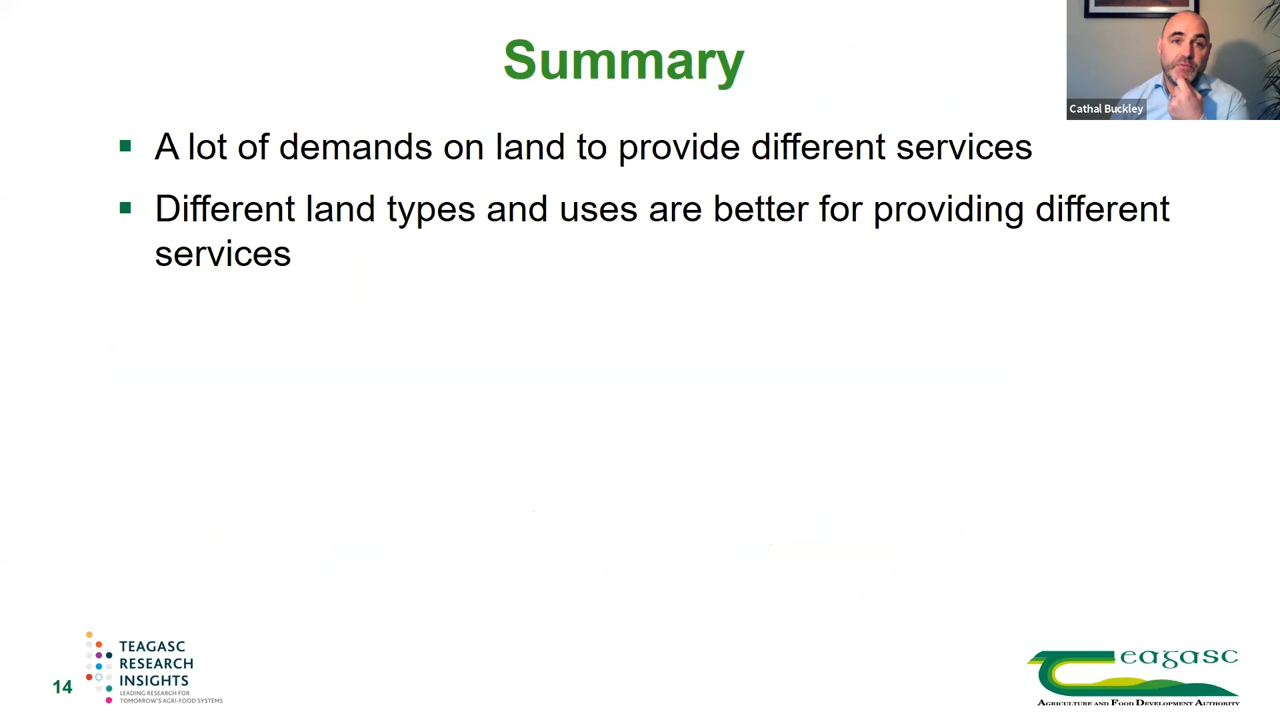 Summary
Cathal Buckley
▪ A lot of demands on land to provide different services
▪ Different land types and uses are better for providing different
services
14
TEAGASC
RESEARCH
INSIGHTS
LEADING RESEARCH FOR
TOMORROW'S AGRI-FOOD SYSTEMS
Teagasc
AGRICULTURE AND FOOD DEVELOPMENT AUTHORITY